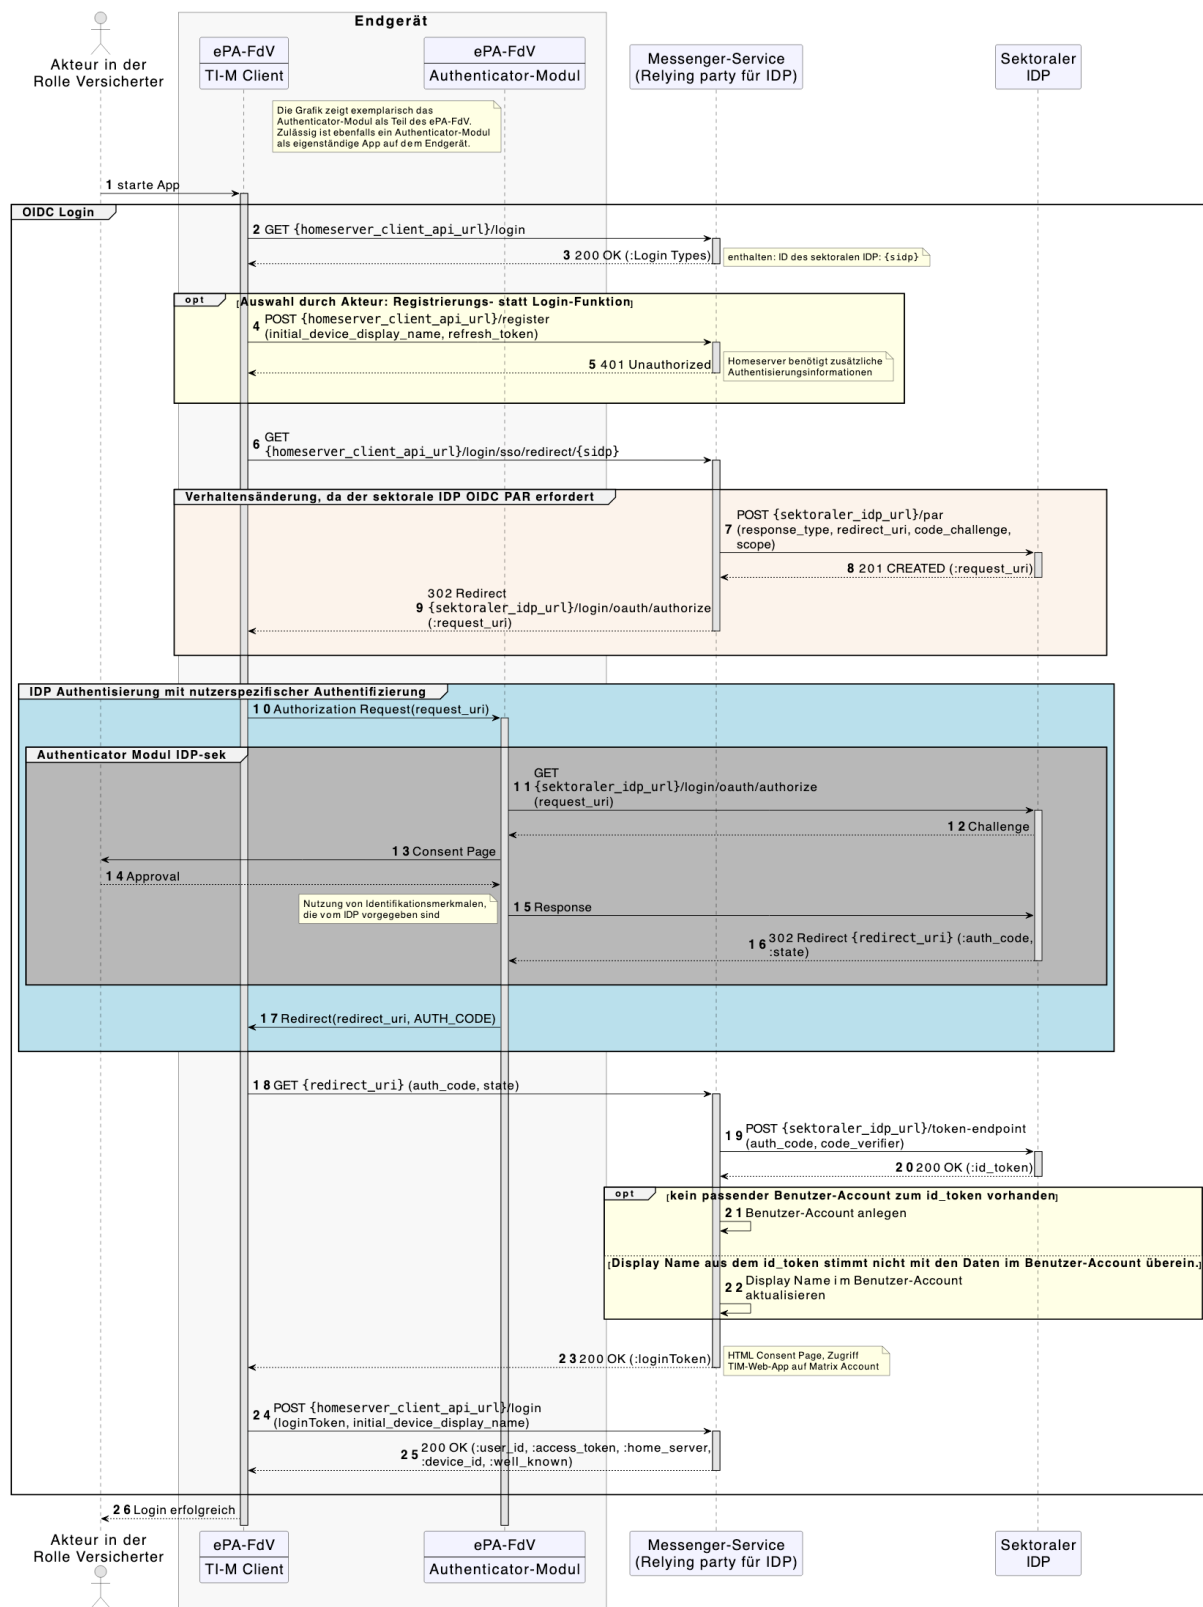 Endgerät
Akteur in der
Rolle Versicherter
ePA-FdV
TI-M Client
ePA-FdV
Authenticator-Modul
Messenger-Service
(Relying party für IDP)
Sektoraler
IDP
Die Grafik zeigt exemplarisch das
Authenticator-Modul als Teil des ePA-FdV.
Zulässig ist ebenfalls ein Authenticator-Modul
als eigenständige App auf dem Endgerät.
1 starte App
OIDC Login
2 GET {homeserver_client_api_url}/login
3 200 OK (:Login Types)
enthalten: ID des sektoralen IDP: {sidp}
opt [Auswahl durch Akteur: Registrierungs- statt Login-Funktion]
4 POST {homeserver_client_api_url}/register
(initial_device_display_name, refresh_token)
5 401 Unauthorized
Homeserver benötigt zusätzliche
Authentisierungsinformationen
6 GET
{homeserver_client_api_url}/login/sso/redirect/{sidp}
Verhaltensänderung, da der sektorale IDP OIDC PAR erfordert
7 POST {sektoraler_idp_url}/par
(response_type, redirect_uri, code_challenge,
scope)
8 201 CREATED (:request_uri)
9 302 Redirect
{sektoraler_idp_url}/login/oauth/authorize
(:request_uri)
IDP Authentisierung mit nutzerspezifischer Authentifizierung
10 Authorization Request(request_uri)
Authenticator Modul IDP-sek
11 GET
{sektoraler_idp_url}/login/oauth/authorize
(request_uri)
12 Challenge
13 Consent Page
14 Approval
Nutzung von Identifikationsmerkmalen,
die vom IDP vorgegeben sind
15 Response
16 302 Redirect {redirect_uri} (:auth_code,
:state)
17 Redirect(redirect_uri, AUTH_CODE)
18 GET {redirect_uri} (auth_code, state)
19 POST {sektoraler_idp_url}/token-endpoint
(auth_code, code_verifier)
20 200 OK (:id_token)
opt [kein passender Benutzer-Account zum id_token vorhanden]
21 Benutzer-Account anlegen
[Display Name aus dem id_token stimmt nicht mit den Daten im Benutzer-Account überein.]
22 Display Name im Benutzer-Account
aktualisieren
23 200 OK (:loginToken)
HTML Consent Page, Zugriff
TIM-Web-App auf Matrix Account
24 POST {homeserver_client_api_url}/login
(loginToken, initial_device_display_name)
25 200 OK (:user_id, :access_token, :home_server,
:device_id, :well_known)
26 Login erfolgreich
Akteur in der
Rolle Versicherter
ePA-FdV
TI-M Client
ePA-FdV
Authenticator-Modul
Messenger-Service
(Relying party für IDP)
Sektoraler
IDP